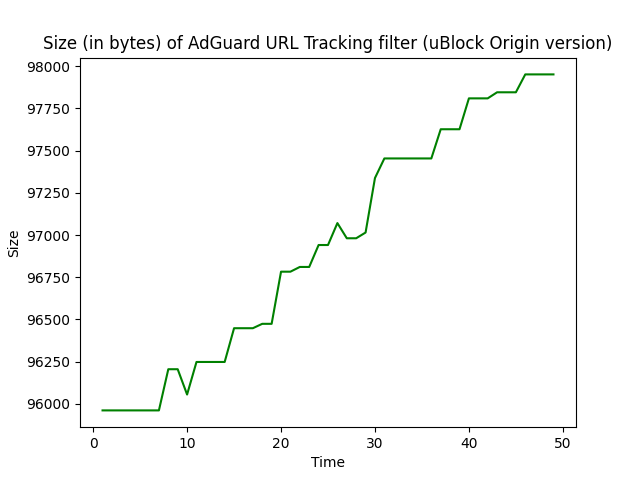 Size (in bytes) of AdGuard URL Tracking filter (uBlock Origin version)
98000
97750
97500
97250
97000
96750
96500
96250
96000
Size
0 10 20 30 40 50
Time